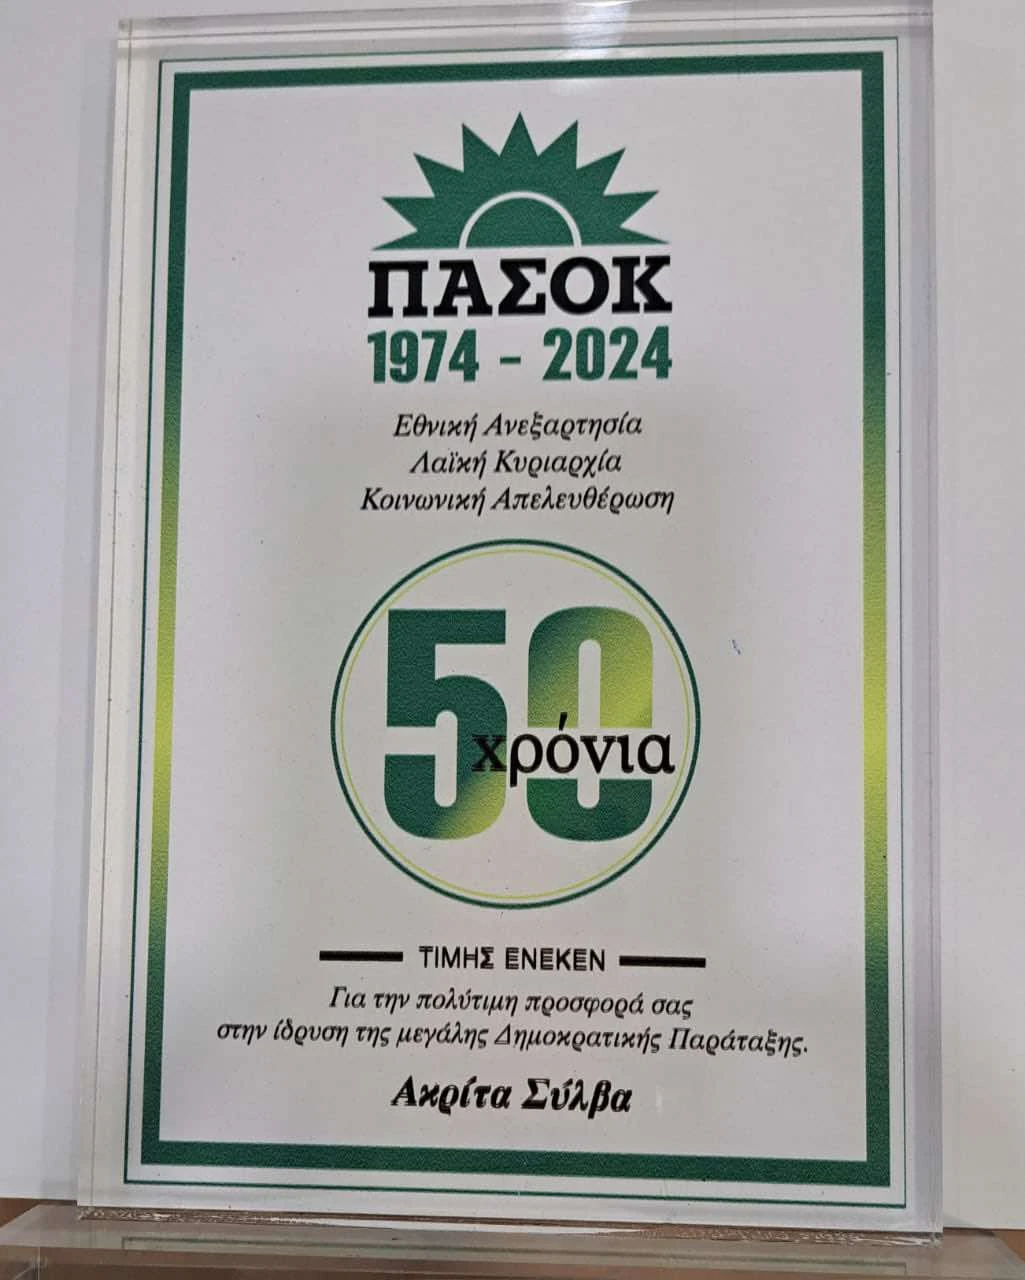 ΠΑΣΟΚ
1974 - 2024
Εθνική Ανεξαρτησία
Λαϊκή Κυριαρχία
Κοινωνική Απελευθέρωση
50
χρόνια
ΤΙΜΗΣ ΕΝΕΚΕΝ
Για την πολύτιμη προσφορά σας
στην ίδρυση της μεγάλης Δημοκρατικής Παράταξης.
Ακρίτα Σύλβα